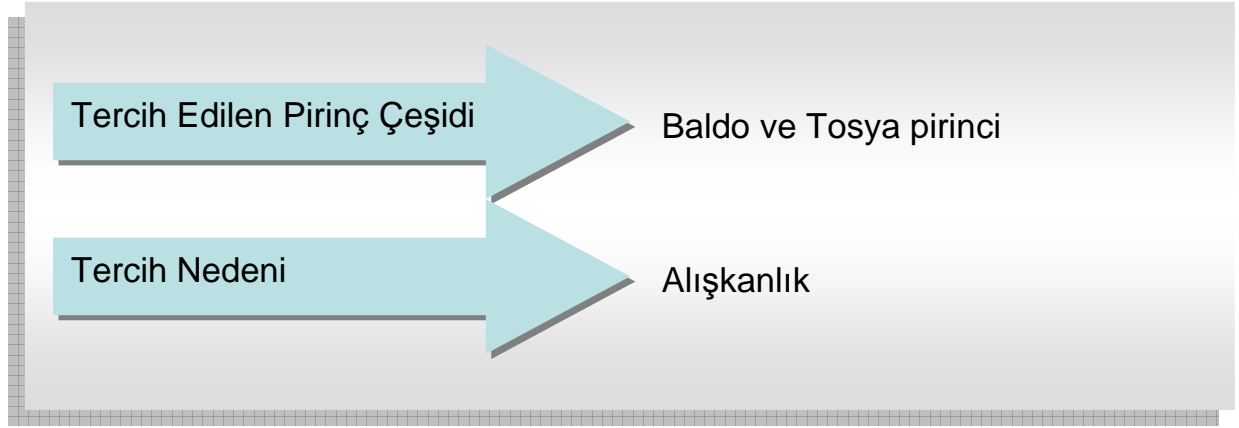 Tercih Edilen Pirinç Çeşidi
Baldo ve Tosya pirinci
Tercih Nedeni
Alışkanlık